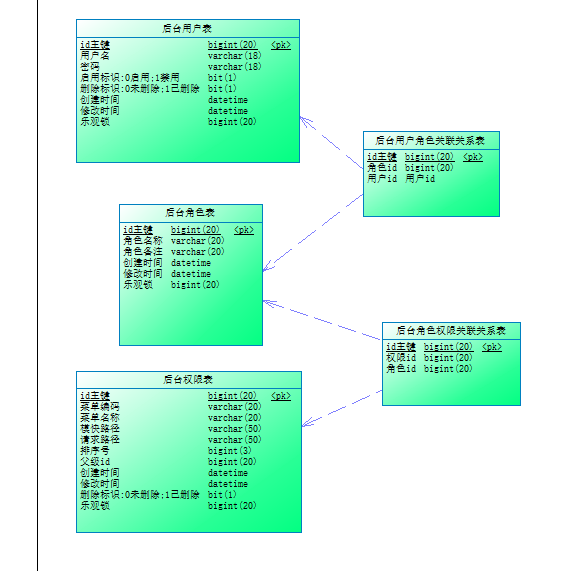 后台用户表
id主键 bigint(20) <pk>
用户名 varchar(18)
密码 varchar(18)
启用标识:0启用;1禁用 bit(1)
删除标识:0未删除;1已删除 bit(1)
创建时间 datetime
修改时间 datetime
乐观锁 bigint(20)
后台用户角色关联关系表
id主键 bigint(20) <pk>
角色id bigint(20)
用户id 用户id
后台角色表
id主键 bigint(20) <pk>
角色名称 varchar(20)
角色备注 varchar(20)
创建时间 datetime
修改时间 datetime
乐观锁 bigint(20)
后台角色权限关联关系表
id主键 bigint(20) <pk>
权限id bigint(20)
角色id bigint(20)
后台权限表
id主键 bigint(20) <pk>
菜单编码 varchar(20)
菜单名称 varchar(20)
模快路径 varchar(50)
请求路径 varchar(50)
排序号 bigint(3)
父级id bigint(20)
创建时间 datetime
修改时间 datetime
删除标识:0未删除;1已删除 bit(1)
乐观锁 bigint(20)